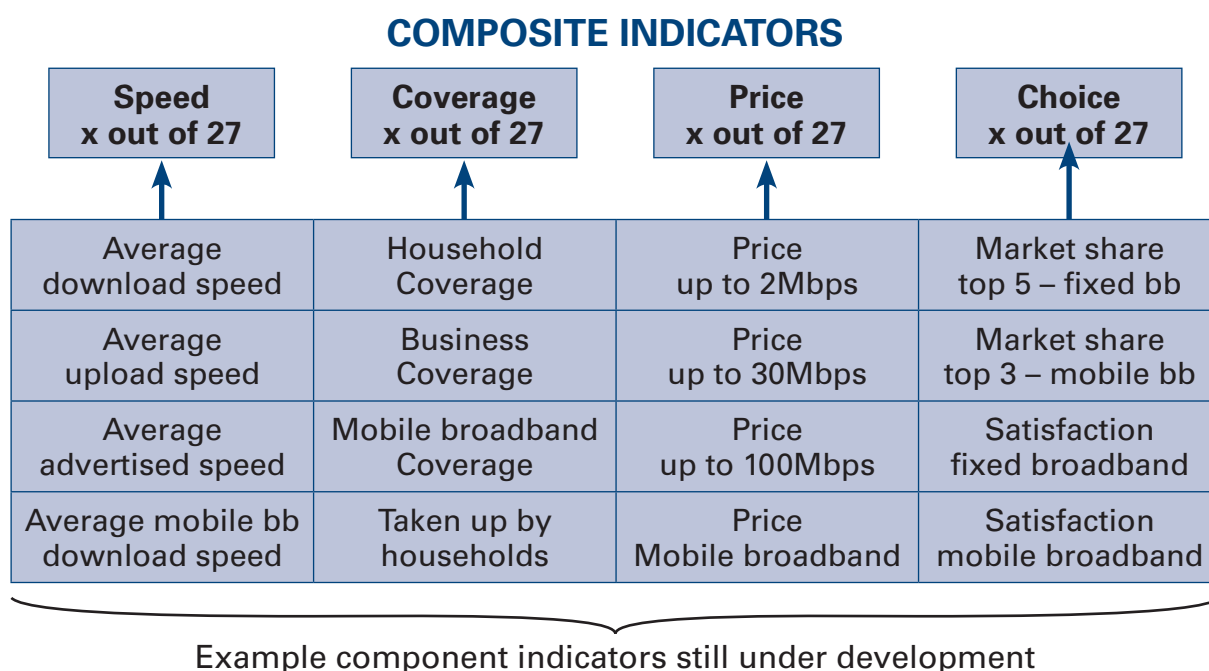 COMPOSITE INDICATORS
Speed
x out of 27
Coverage
x out of 27
Price
x out of 27
Choice
x out of 27
Average
download speed
Household
Coverage
Price
up to 2Mbps
Market share
top 5 – fixed bb
Average
upload speed
Business
Coverage
Price
up to 30Mbps
Market share
top 3 – mobile bb
Average
advertised speed
Mobile broadband
Coverage
Price
up to 100Mbps
Satisfaction
fixed broadband
Average mobile bb
download speed
Taken up by
households
Price
Mobile broadband
Satisfaction
mobile broadband
Example component indicators still under development